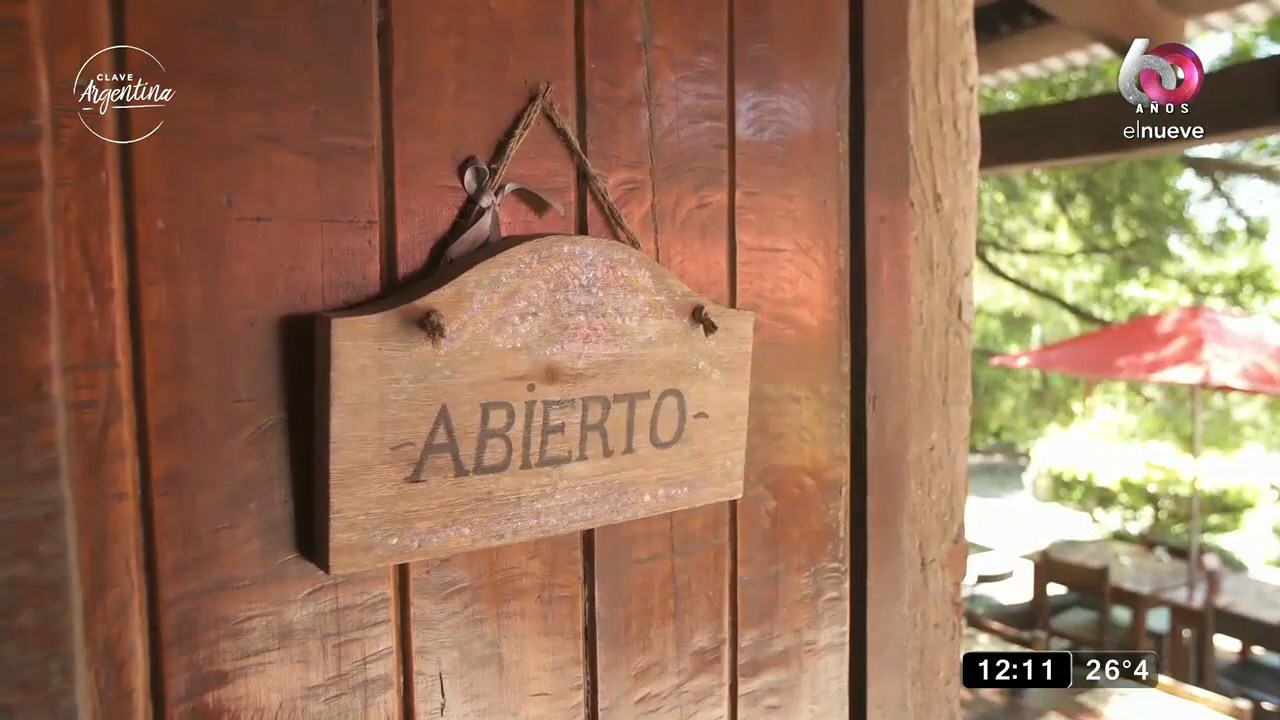 CLAVE
Argentina
60
AÑOS
elnueve
-ABiERTO-
12:11 26°4